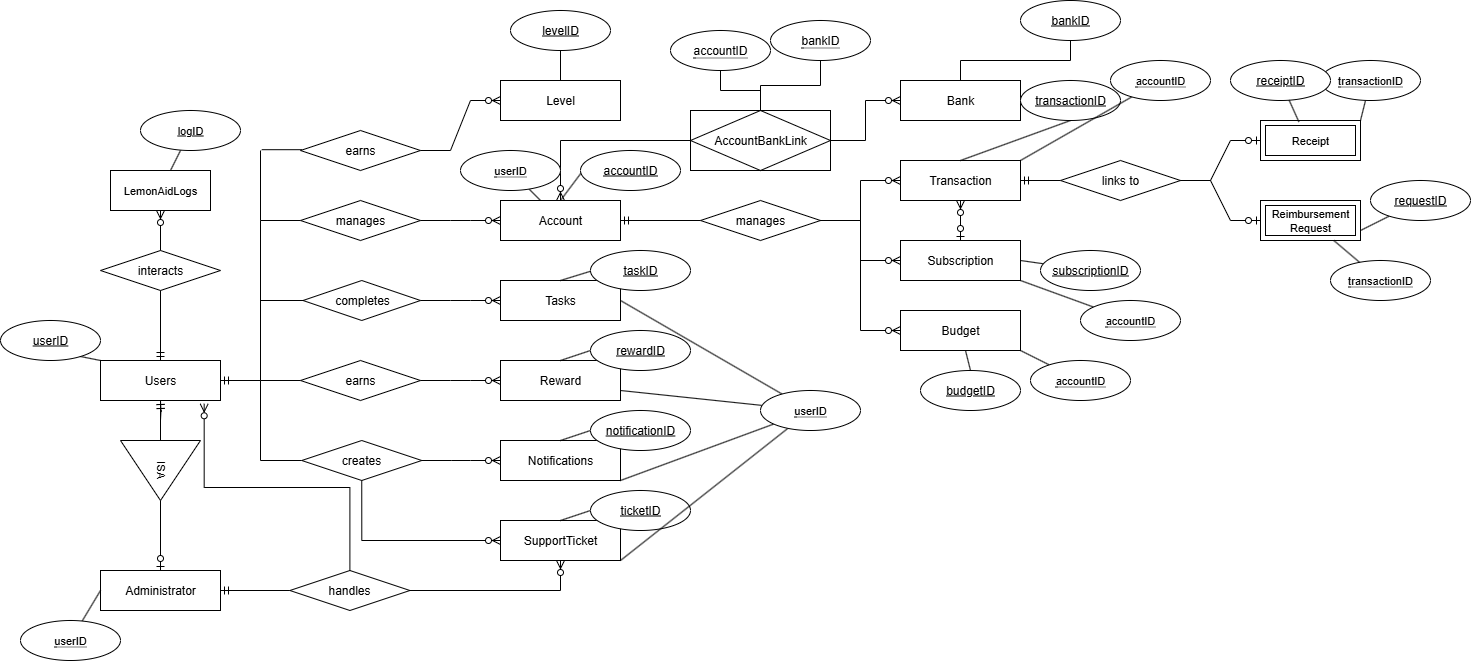 levelID
bankID
accountID
bankID
accountID
transactionID
receiptID
transactionID
Level
Bank
logID
earns
AccountBankLink
Receipt
LemonAidLogs
userID
accountID
Transaction
links to
requestID
manages
Account
manages
Reimbursement
Request
interacts
taskID
Subscription
subscriptionID
transactionID
completes
Tasks
accountID
userID
rewardID
Budget
Users
earns
Reward
budgetID
accountID
userID
notificationID
creates
Notifications
ISA
ticketID
SupportTicket
Administrator
handles
userID